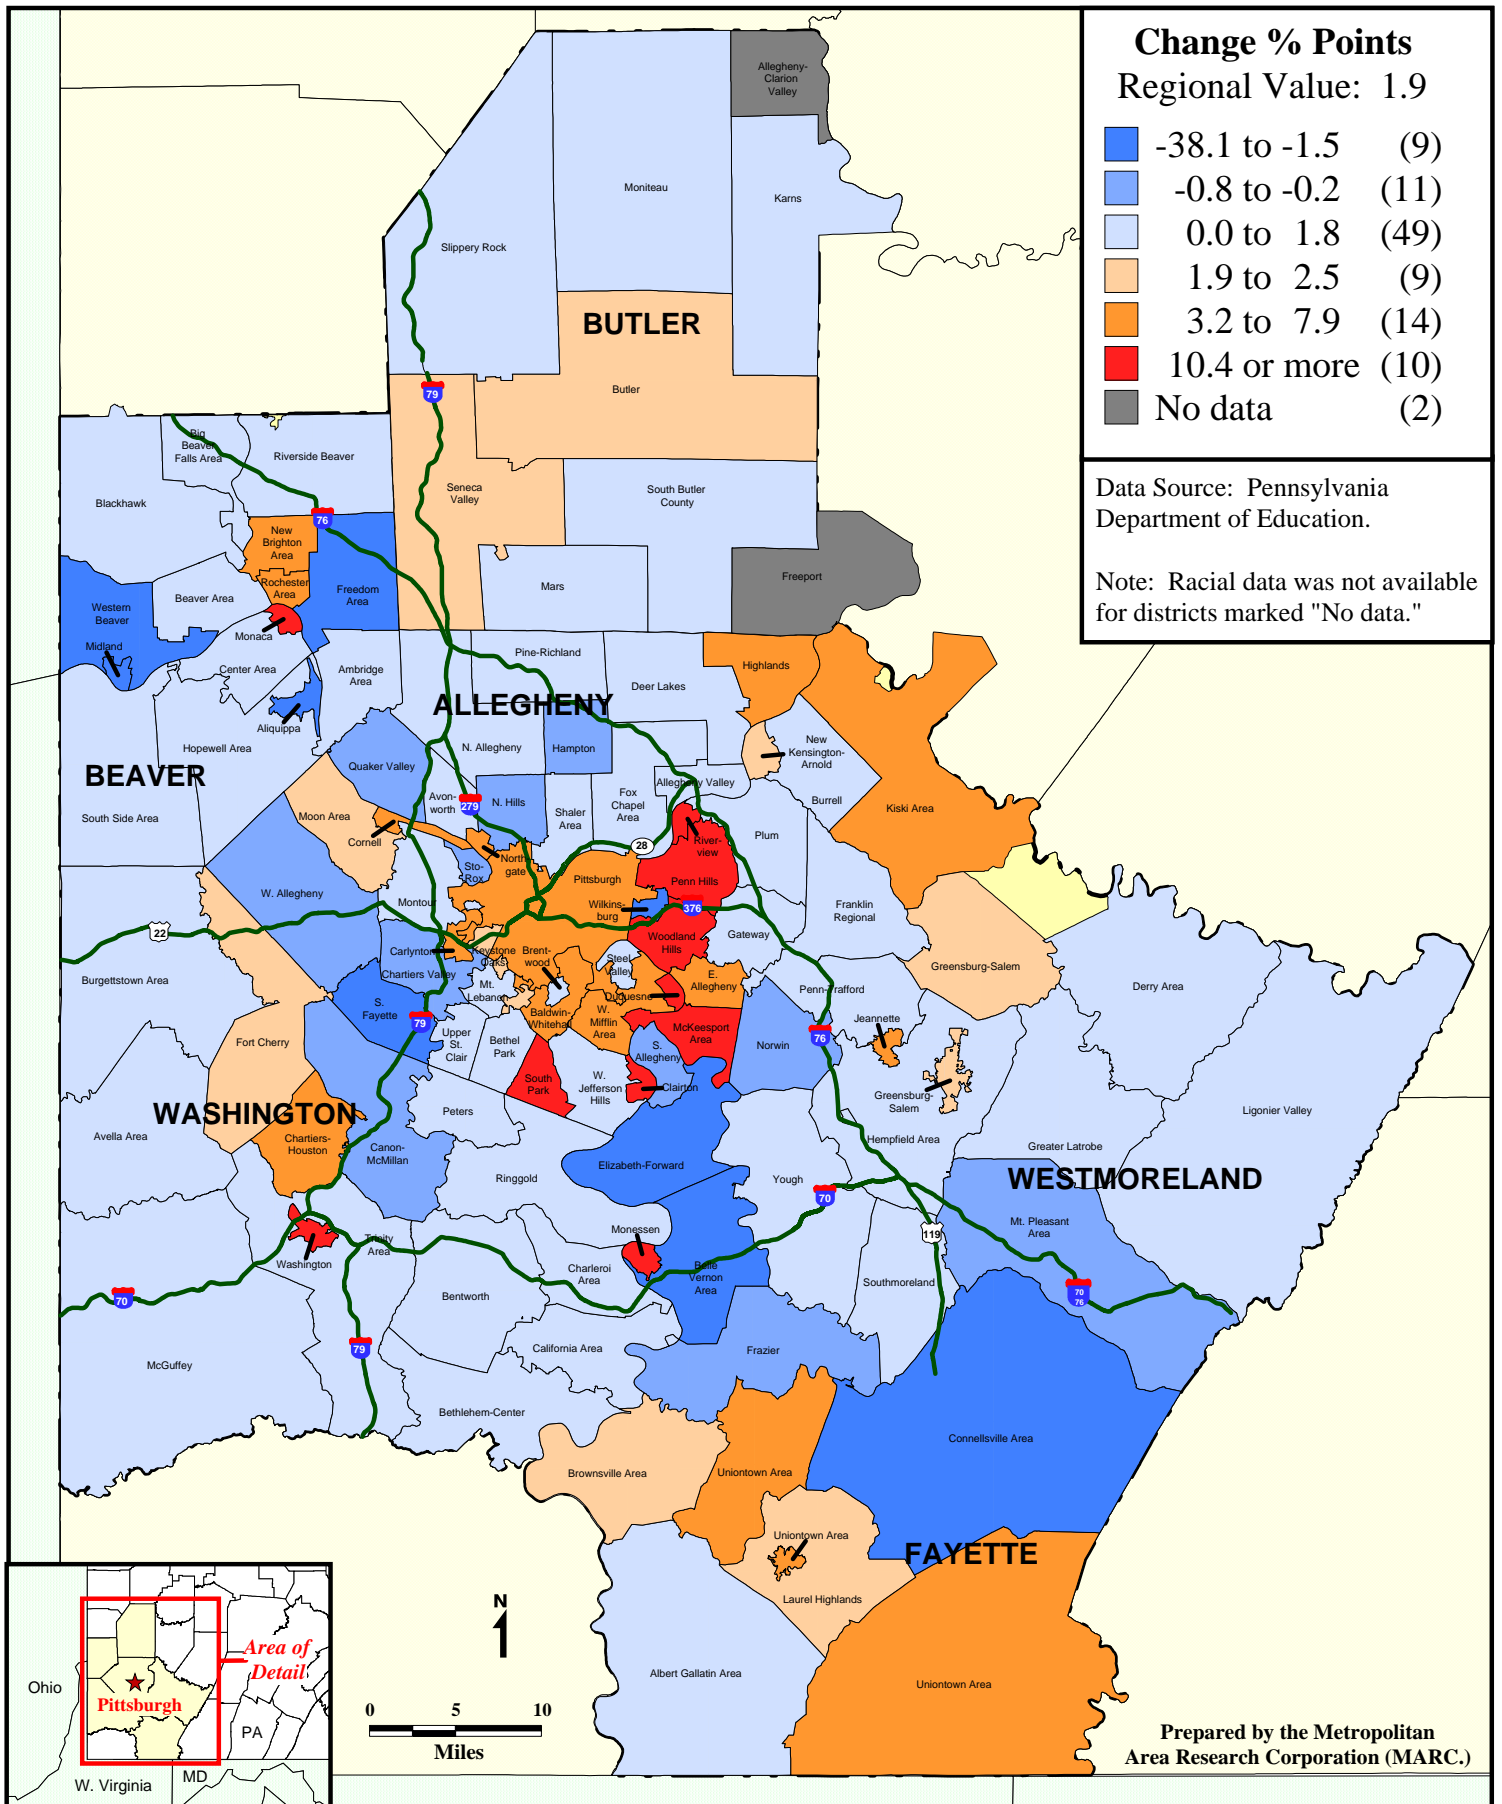 Change % Points
Regional Value: 1.9
-38.1 to -1.5 (9)
-0.8 to -0.2 (11)
0.0 to 1.8 (49)
1.9 to 2.5 (9)
3.2 to 7.9 (14)
10.4 or more (10)
No data (2)
Data Source: Pennsylvania
Department of Education.
Note: Racial data was not available
for districts marked "No data."
Allegheny-
Clarion
Valley
Moniteau
Karns
Slippery Rock
BUTLER
79
Butler
Big
Beaver
Falls Area
Riverside Beaver
Blackhawk
Seneca
Valley
South Butler
County
76
New
Brighton
Area
Rochester
Area
Freedom
Area
Mars
Freeport
Western
Beaver
Beaver Area
Midland
Monaca
Center Area
Ambridge
Area
Pine-Richland
Deer Lakes
Highlands
ALLEGHENY
Aliquippa
Hopewell Area
BEAVER
Quaker Valley
N. Allegheny
Hampton
New
Kensington-
Arnold
South Side Area
Moon Area
Cornell
Avon-
worth
279
N. Hills
Shaler
Area
Fox
Chapel
Area
Allegheny Valley
Burrell
Kiski Area
Plum
28
River-
view
Sto-
Rox
North-
gate
Pittsburgh
Penn Hills
W. Allegheny
Montour
Wilkins-
burg
376
Franklin
Regional
22
Carlynton
Keystone
Oaks
Brent-
wood
Woodland
Hills
Gateway
Burgettstown Area
Chartiers Valley
Steel
Valley
Greensburg-Salem
Derry Area
S.
Fayette
Mt.
Lebanon
Duquesne
E.
Allegheny
Penn-Trafford
79
Baldwin-
Whitehall
W.
Mifflin
Area
McKeesport
Area
Jeannette
Fort Cherry
Upper
St.
Clair
Bethel
Park
S.
Allegheny
Norwin
76
South
Park
W.
Jefferson
Hills
Clairton
Greensburg-
Salem
WASHINGTON
Peters
Ligonier Valley
Avella Area
Chartiers-
Houston
Canon-
McMillan
Hempfield Area
Greater Latrobe
Elizabeth-Forward
Ringgold
Yough
70
WESTMORELAND
Monessen
119
Mt. Pleasant
Area
Trinity
Area
Washington
Charleroi
Area
Belle
Vernon
Area
Southmoreland
70
70
76
Bentworth
79
California Area
Frazier
McGuffey
Bethlehem-Center
Connellsville Area
Brownsville Area
Uniontown Area
Uniontown Area
FAYETTE
Laurel Highlands
Albert Gallatin Area
Uniontown Area
N
0 5 10
Miles
Area of
Detail
Ohio
Pittsburgh
PA
W. Virginia
MD
Prepared by the Metropolitan
Area Research Corporation (MARC.)